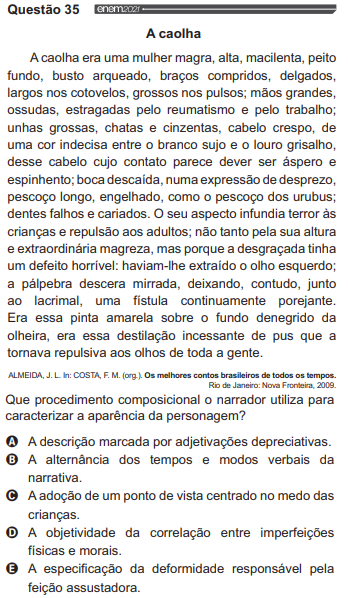 Questão 35 enem2021
A caolha
A caolha era uma mulher magra, alta, macilenta, peito
fundo, busto arqueado, braços compridos, delgados,
largos nos cotovelos, grossos nos pulsos; mãos grandes,
ossudas, estragadas pelo reumatismo e pelo trabalho;
unhas grossas, chatas e cinzentas, cabelo crespo, de
uma cor indecisa entre o branco sujo e o louro grisalho,
desse cabelo cujo contato parece dever ser áspero e
espinhento; boca descaída, numa expressão de desprezo,
pescoço longo, engelhado, como o pescoço dos urubus;
dentes falhos e cariados. O seu aspecto infundia terror às
crianças e repulsão aos adultos; não tanto pela sua altura
e extraordinária magreza, mas porque a desgraçada tinha
um defeito horrível: haviam-lhe extraído o olho esquerdo;
a pálpebra descera mirrada, deixando, contudo, junto
ao lacrimal, uma fístula continuamente porejante.
Era essa pinta amarela sobre o fundo denegrido da
olheira, era essa destilação incessante de pus que a
tornava repulsiva aos olhos de toda a gente.
ALMEIDA, J. L. In: COSTA, F. M. (org.). Os melhores contos brasileiros de todos os tempos.
Rio de Janeiro: Nova Fronteira, 2009.
Que procedimento composicional o narrador utiliza para
caracterizar a aparência da personagem?
A A descrição marcada por adjetivações depreciativas.
B A alternância dos tempos e modos verbais da
narrativa.
C A adoção de um ponto de vista centrado no medo das
crianças.
D A objetividade da correlação entre imperfeições
físicas e morais.
E A especificação da deformidade responsável pela
feição assustadora.